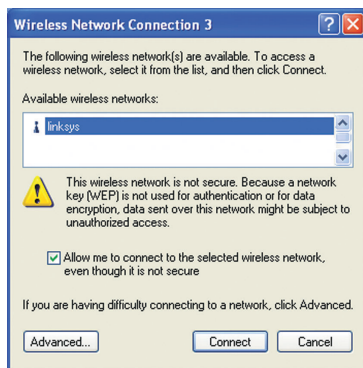 Wireless Network Connection 3
The following wireless network(s) are available. To access a
wireless network, select it from the list, and then click Connect.
Available wireless networks:
linksys
This wireless network is not secure. Because a network
key (WEP) is not used for authentication or for data
encryption, data sent over this network might be subject to
unauthorized access.
Allow me to connect to the selected wireless network,
even though it is not secure
If you are having difficulty connecting to a network, click Advanced.
Advanced... Connect Cancel